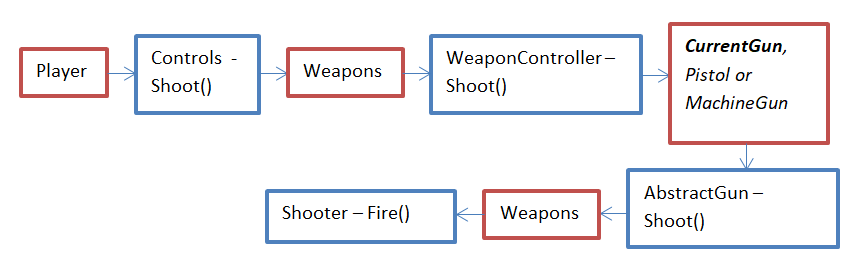 Player
Controls -
Shoot()
Weapons
WeaponController –
Shoot()
CurrentGun,
Pistol or
MachineGun
AbstractGun –
Shoot()
Weapons
Shooter – Fire()